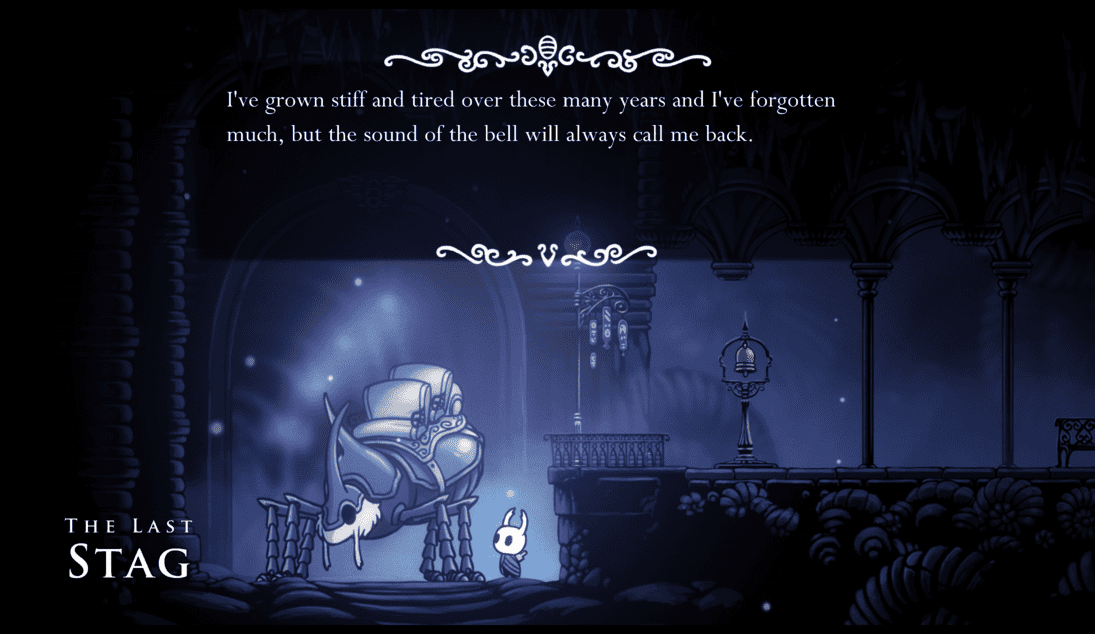 I've grown stiff and tired over these many years and I've forgotten
much, but the sound of the bell will always call me back.
THE LAST
STAG